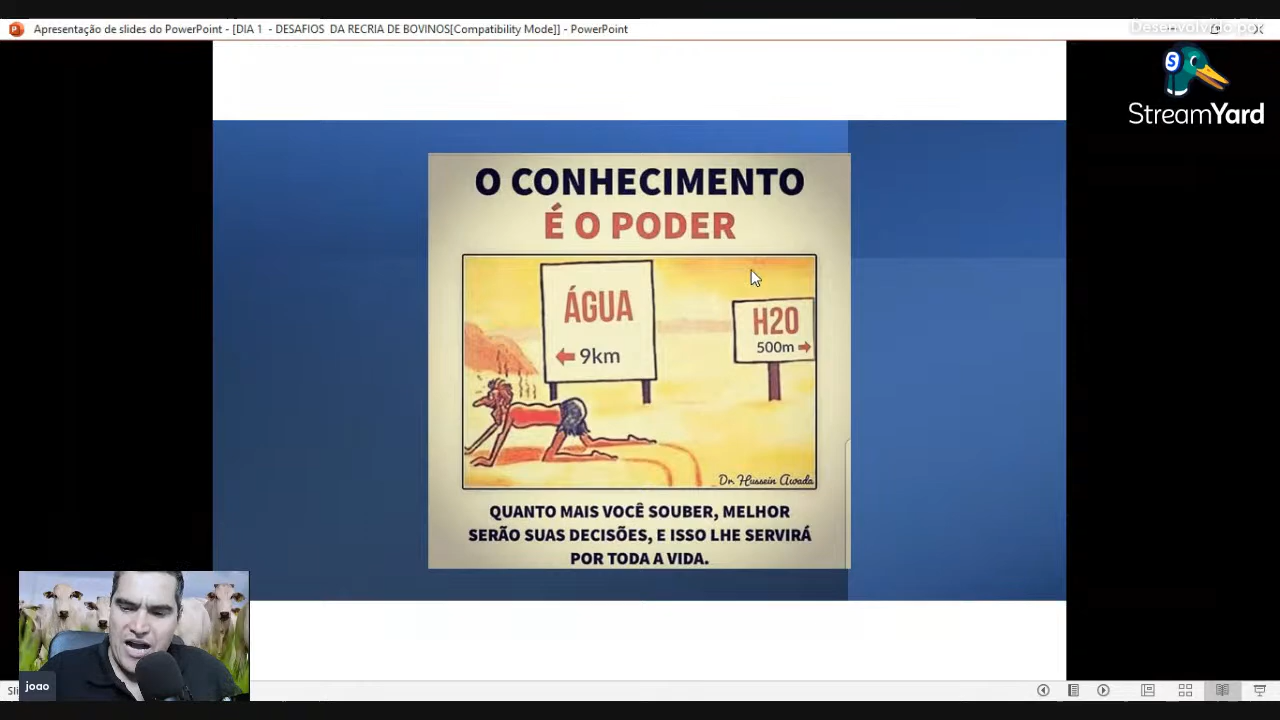 Apresentação de slides do PowerPoint - [DIA 1 - DESAFIOS DA RECRIA DE BOVINOS[Compatibility Mode]] - PowerPoint
Desenvolvido por
StreamYard
O CONHECIMENTO
É O PODER
ÁGUA
9km
H2O
500m
Dr. Hussein Awada
QUANTO MAIS VOCÊ SOUBER, MELHOR
SERÃO SUAS DECISÕES, E ISSO LHE SERVIRÁ
POR TODA A VIDA.
joao